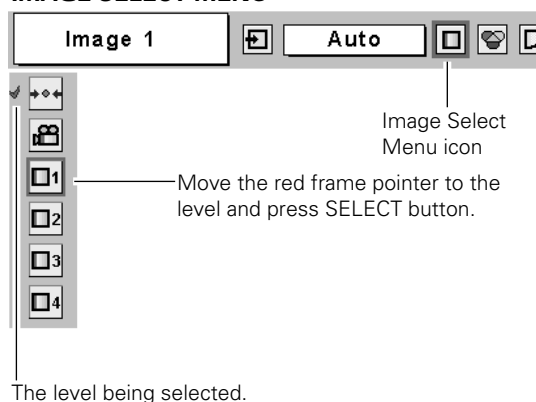 IMAGE SELECT MENU
Image 1
Auto
Image Select
Menu icon
1
Move the red frame pointer to the
level and press SELECT button.
2
3
4
The level being selected.